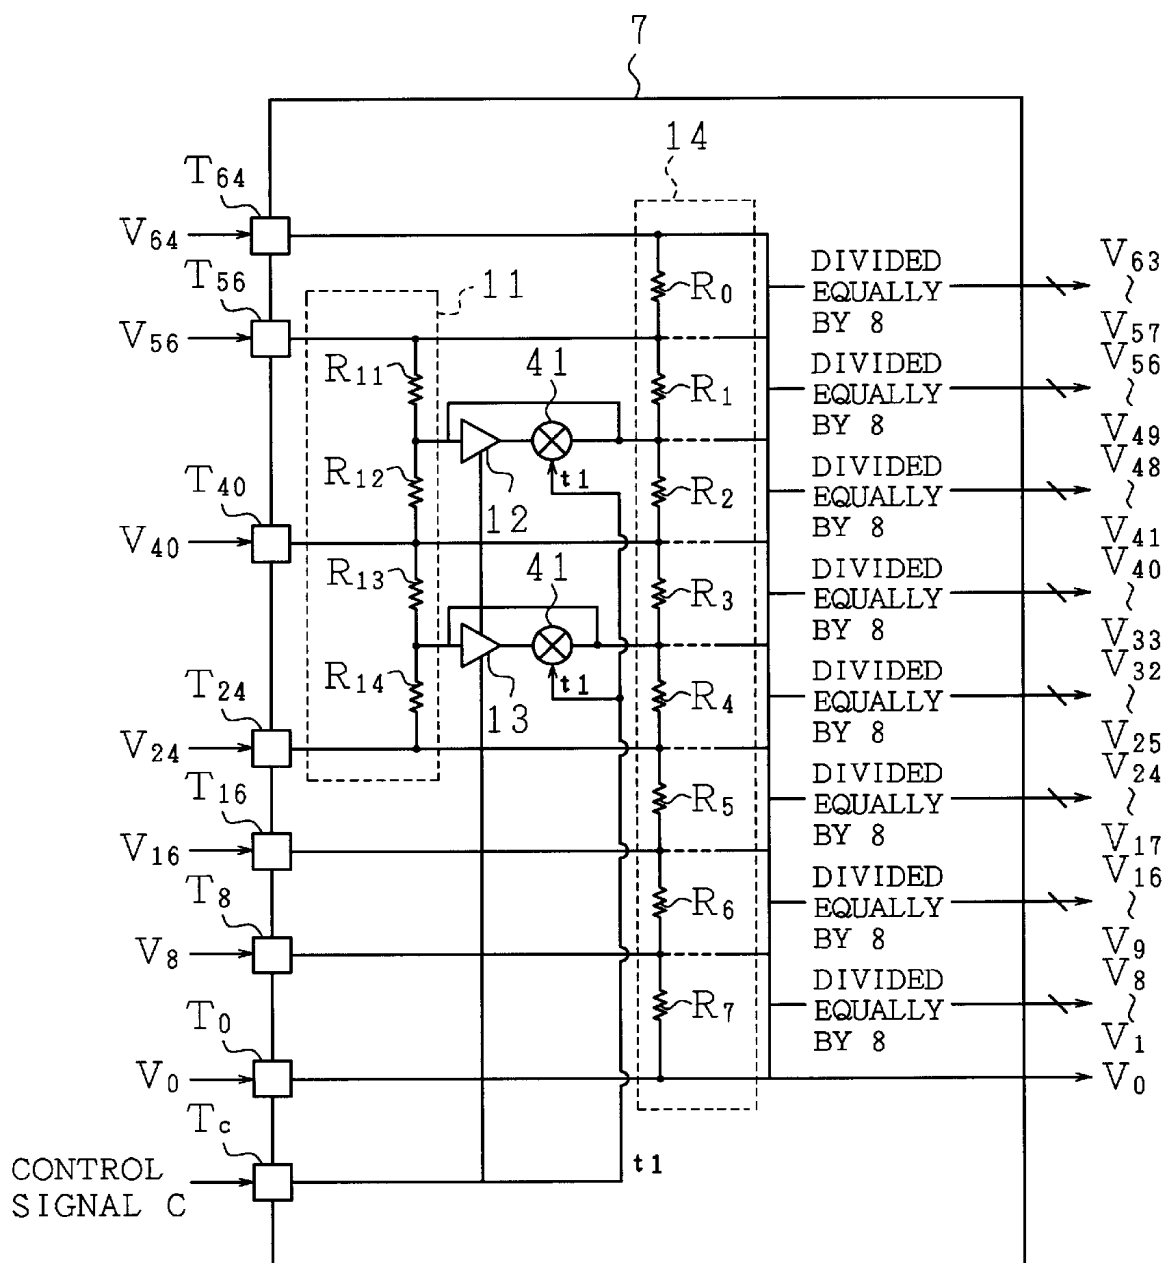 7
14
T64
V64
DIVIDED
EQUALLY
BY 8
V63
~
V57
R0
T56
11
V56
R11
41
R1
DIVIDED
EQUALLY
BY 8
V56
~
V49
t1
R12
12
R2
DIVIDED
EQUALLY
BY 8
V48
~
V41
T40
V40
R13
41
R3
DIVIDED
EQUALLY
BY 8
V40
~
V33
t1
R14
13
R4
DIVIDED
EQUALLY
BY 8
V32
~
V25
T24
V24
R5
DIVIDED
EQUALLY
BY 8
V24
~
V17
T16
V16
R6
DIVIDED
EQUALLY
BY 8
V16
~
V9
T8
V8
R7
DIVIDED
EQUALLY
BY 8
V8
~
V1
T0
V0
V0
Tc
t1
CONTROL
SIGNAL C